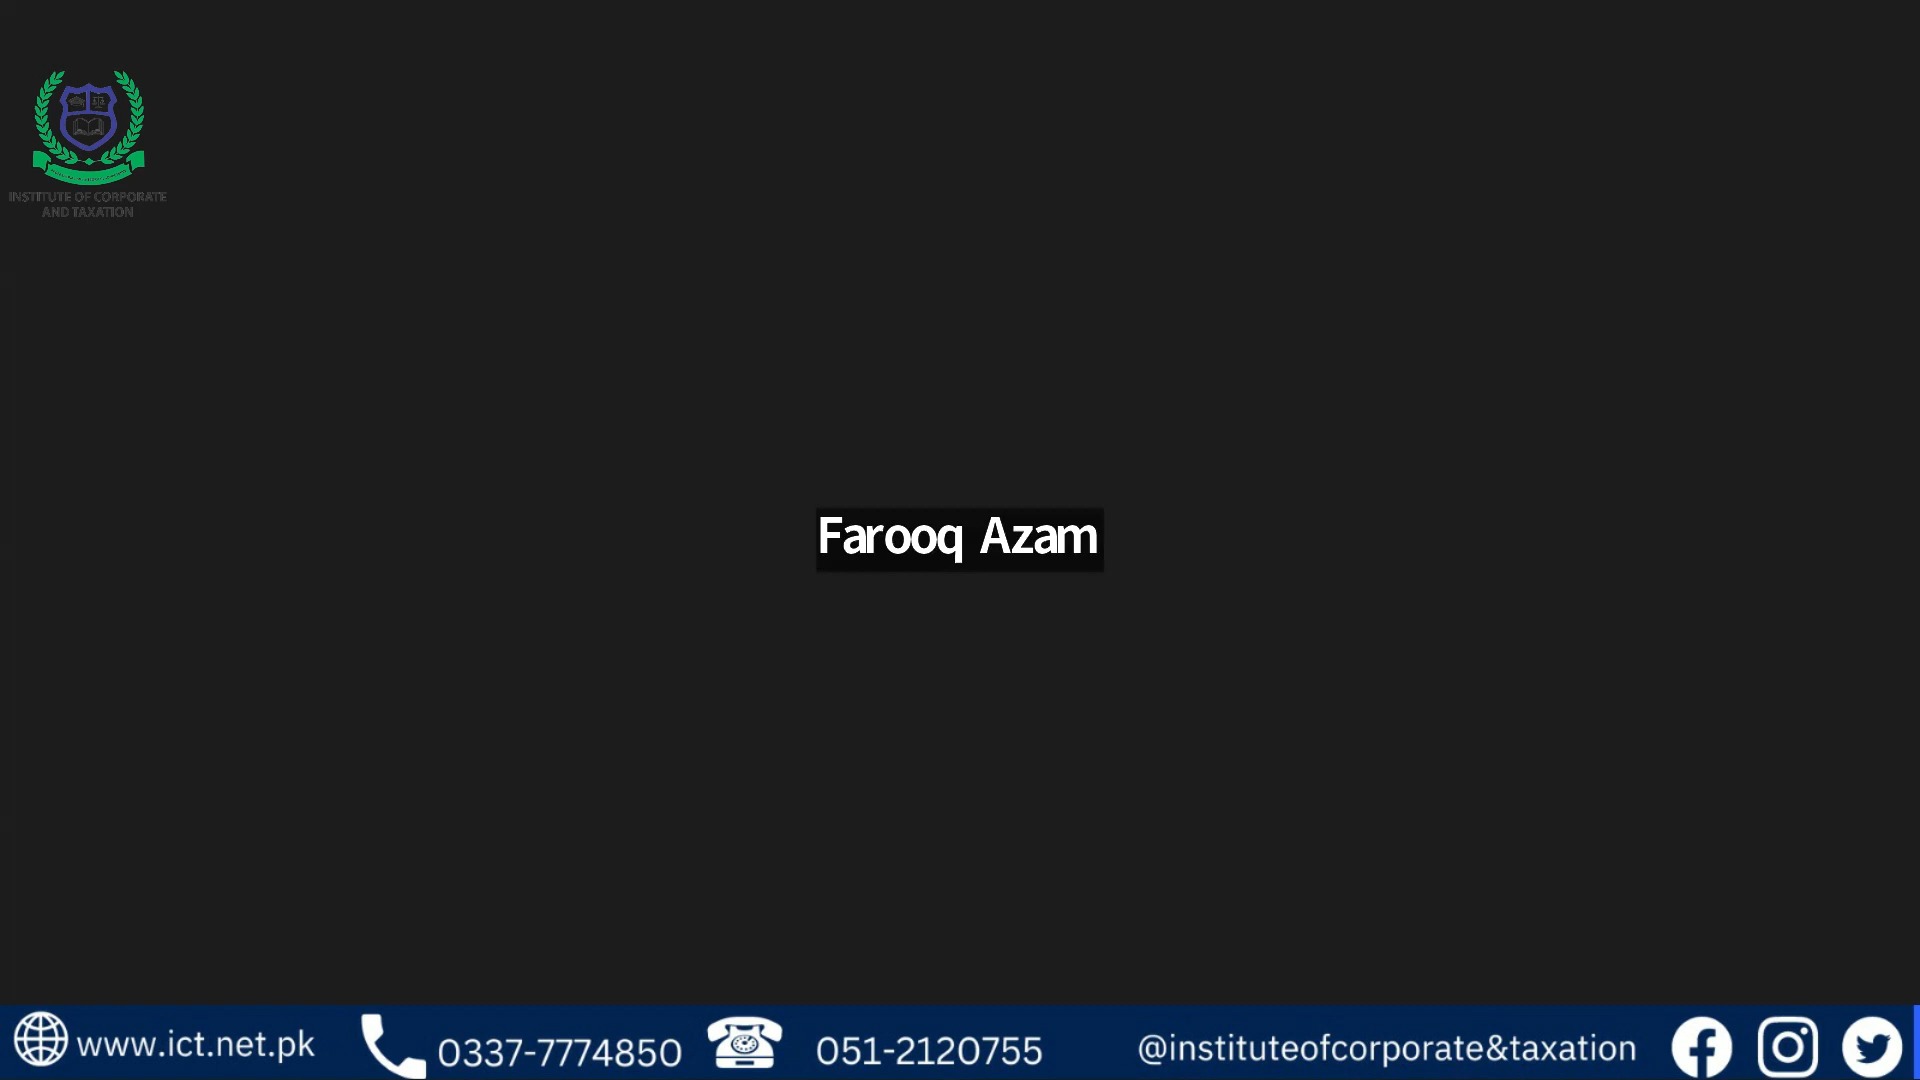 INSTITUTE OF CORPORATE
AND TAXATION
Farooq Azam
www.ict.net.pk
0337-7774850
051-2120755
@instituteofcorporate&taxation